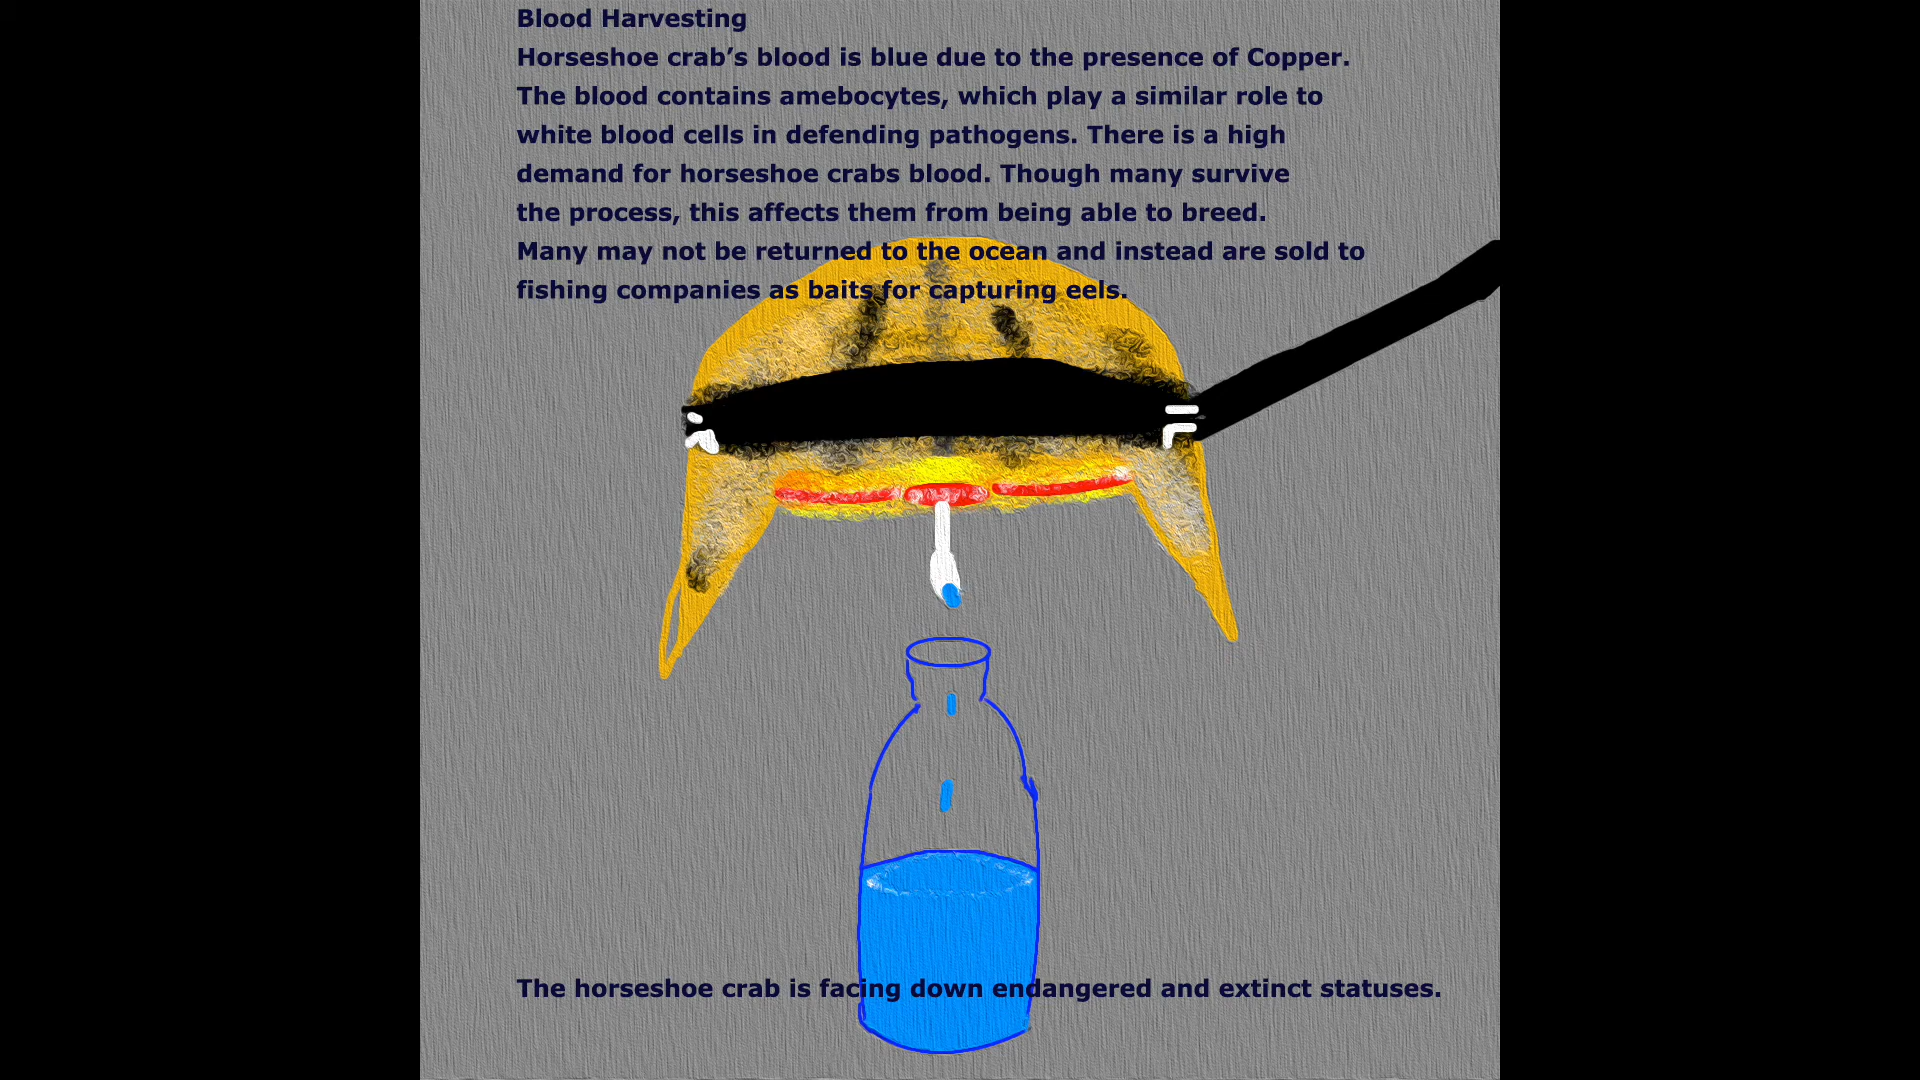 Blood Harvesting
Horseshoe crab’s blood is blue due to the presence of Copper.
The blood contains amebocytes, which play a similar role to
white blood cells in defending pathogens. There is a high
demand for horseshoe crabs blood. Though many survive
the process, this affects them from being able to breed.
Many may not be returned to the ocean and instead are sold to
fishing companies as baits for capturing eels.
The horseshoe crab is facing down endangered and extinct statuses.